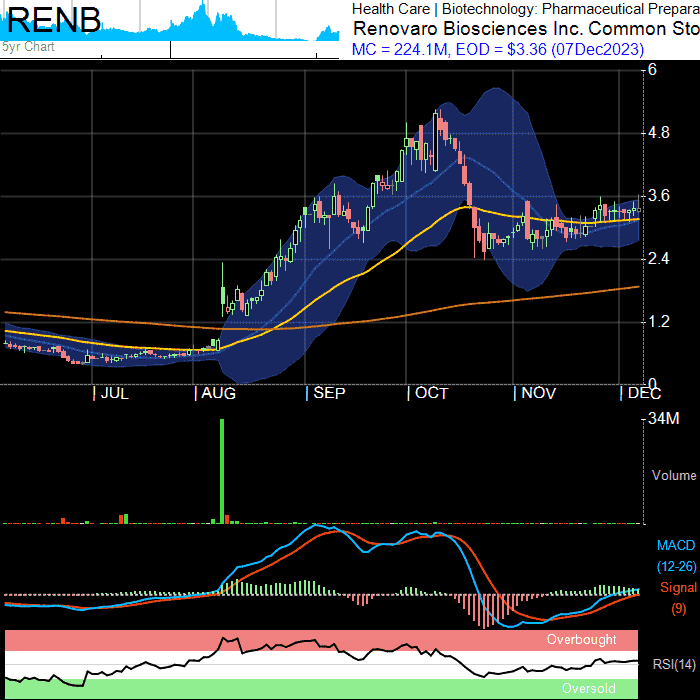 RENB
5yr Chart
Health Care | Biotechnology: Pharmaceutical Prepara
Renovaro Biosciences Inc. Common Sto
MC = 224.1M, EOD = $3.36 (07Dec2023)
6
4.8
3.6
2.4
1.2
0
JUL AUG SEP OCT NOV DEC
34M
Volume
MACD
(12-26)
Signal
(9)
Overbought
RSI(14)
Oversold